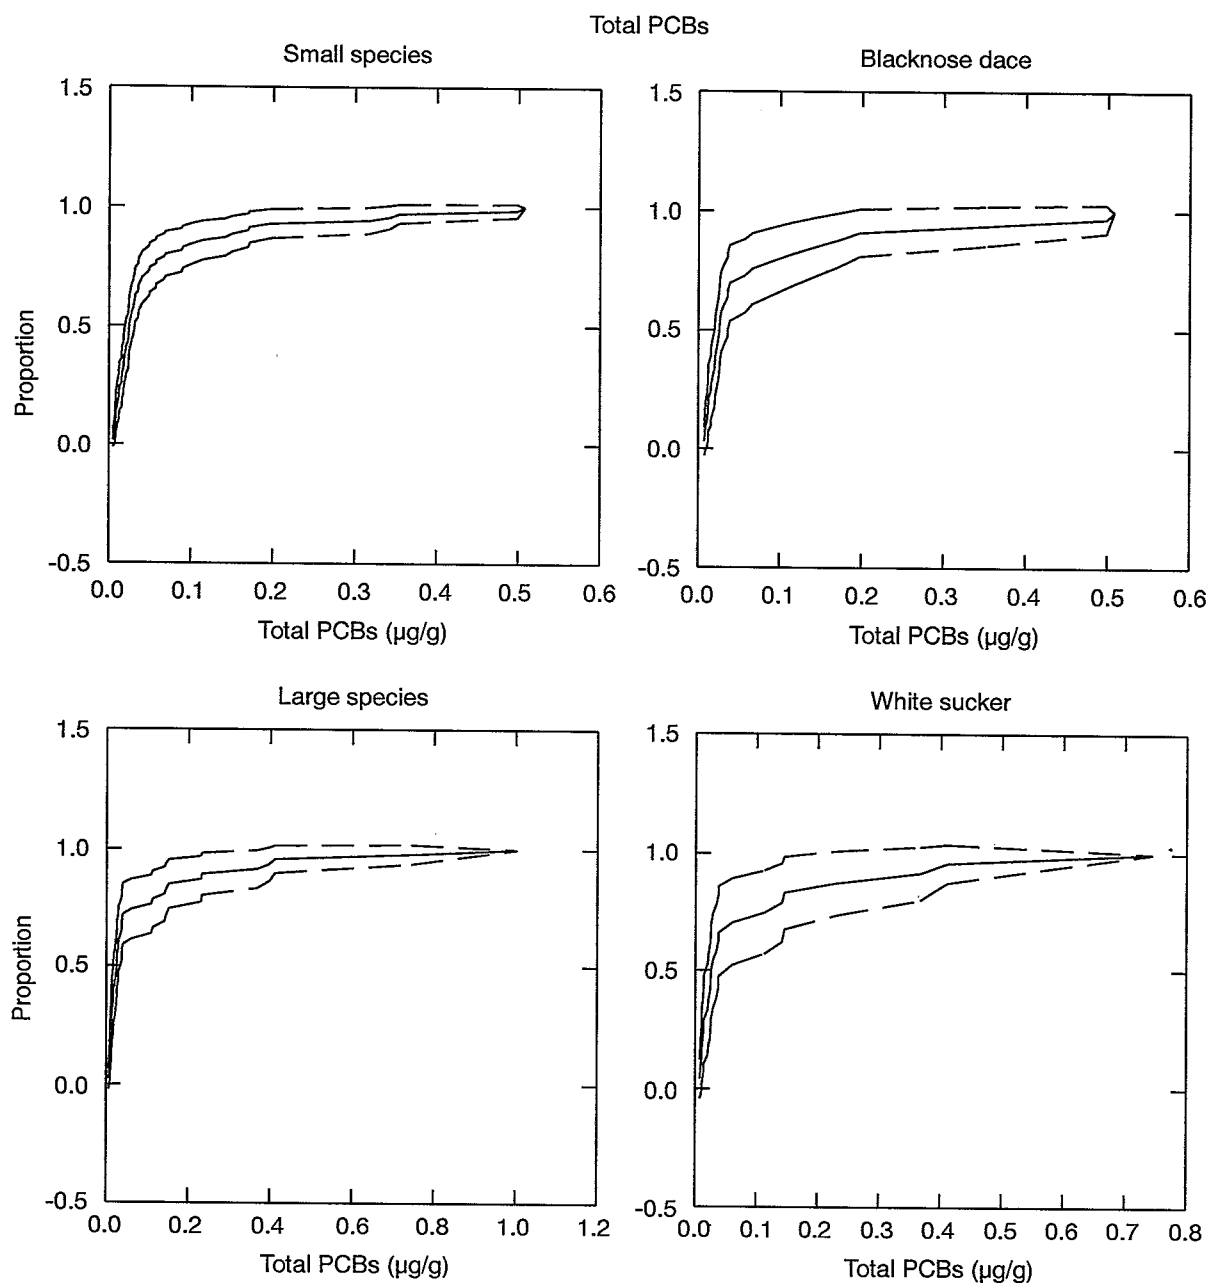 Total PCBs
Small species
1.5
1.0
0.5
0.0
-0.5
Proportion
0.0 0.1 0.2 0.3 0.4 0.5 0.6
Total PCBs (µg/g)
Blacknose dace
1.5
1.0
0.5
0.0
-0.5
0.0 0.1 0.2 0.3 0.4 0.5 0.6
Total PCBs (µg/g)
Large species
1.5
1.0
0.5
0.0
-0.5
Proportion
0.0 0.2 0.4 0.6 0.8 1.0 1.2
Total PCBs (µg/g)
White sucker
1.5
1.0
0.5
0.0
-0.5
0.0 0.1 0.2 0.3 0.4 0.5 0.6 0.7 0.8
Total PCBs (µg/g)